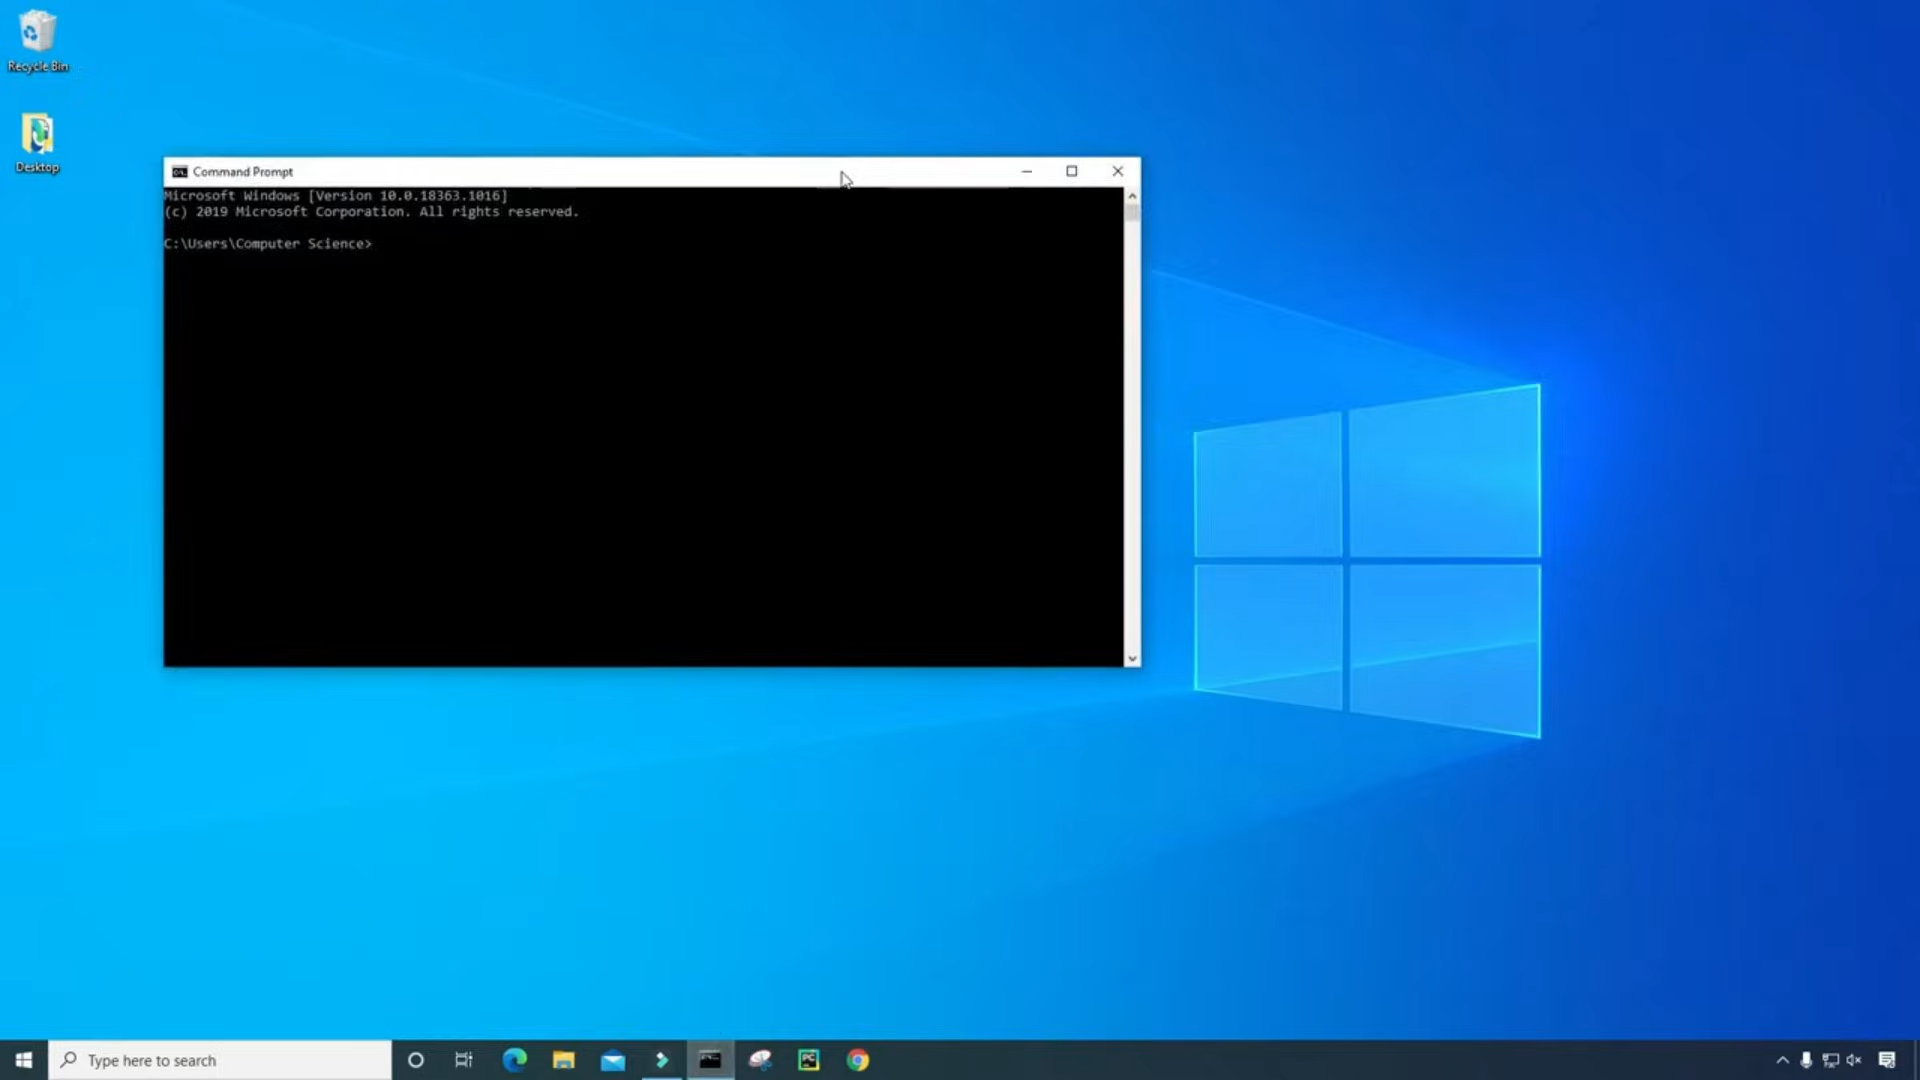 Recycle Bin
Desktop
Command Prompt
Microsoft Windows [Version 10.0.18363.1016]
(c) 2019 Microsoft Corporation. All rights reserved.
C:\Users\Computer Science>
Type here to search
PC